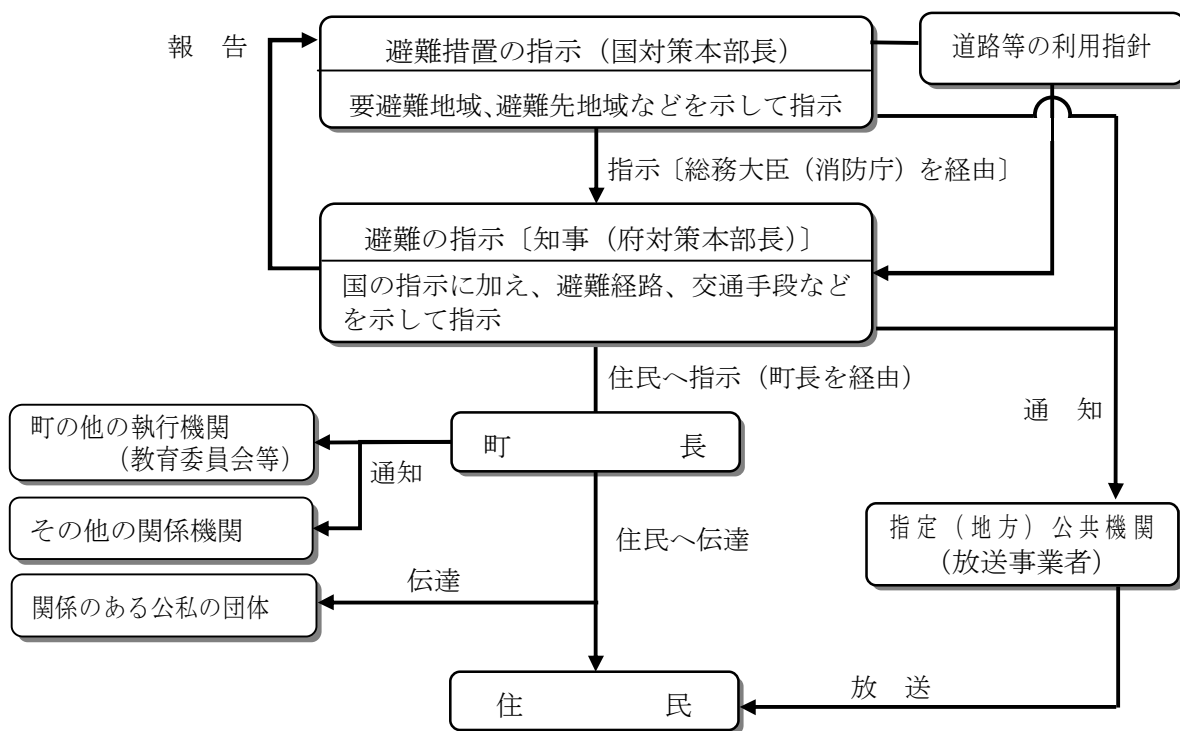 報　告
避難措置の指示（国対策本部長）
道路等の利用指針
要避難地域、避難先地域などを示して指示
指示〔総務大臣（消防庁）を経由〕
避難の指示〔知事（府対策本部長）〕
国の指示に加え、避難経路、交通手段など
を示して指示
住民へ指示（町長を経由）
通　知
町の他の執行機関
（教育委員会等）
町　　　　　長
通知
その他の関係機関
住民へ伝達
指定（地方）公共機関
（放送事業者）
伝達
関係のある公私の団体
放　送
住　　　　　民